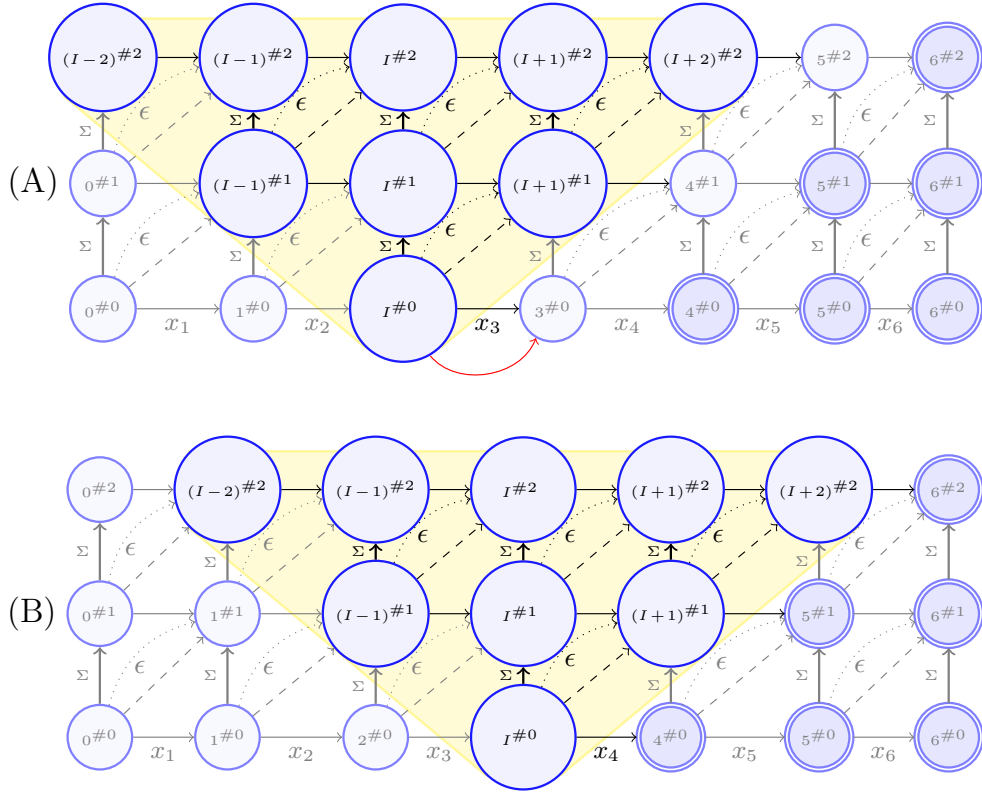 (I−2)#2 (I−1)#2 I#2 (I+1)#2 (I+2)#2 5#2 6#2
ϵ ϵ ϵ ϵ ϵ ϵ
Σ Σ Σ Σ Σ Σ Σ
(A) 0#1 (I−1)#1 I#1 (I+1)#1 4#1 5#1 6#1
ϵ ϵ ϵ ϵ ϵ ϵ
Σ Σ Σ Σ Σ Σ Σ
0#0 1#0 I#0 3#0 4#0 5#0 6#0
x1 x2 x3 x4 x5 x6
0#2 (I−2)#2 (I−1)#2 I#2 (I+1)#2 (I+2)#2 6#2
ϵ ϵ ϵ ϵ ϵ ϵ
Σ Σ Σ Σ Σ Σ Σ
(B) 0#1 1#1 (I−1)#1 I#1 (I+1)#1 5#1 6#1
ϵ ϵ ϵ ϵ ϵ ϵ
Σ Σ Σ Σ Σ Σ Σ
0#0 1#0 2#0 I#0 4#0 5#0 6#0
x1 x2 x3 x4 x5 x6